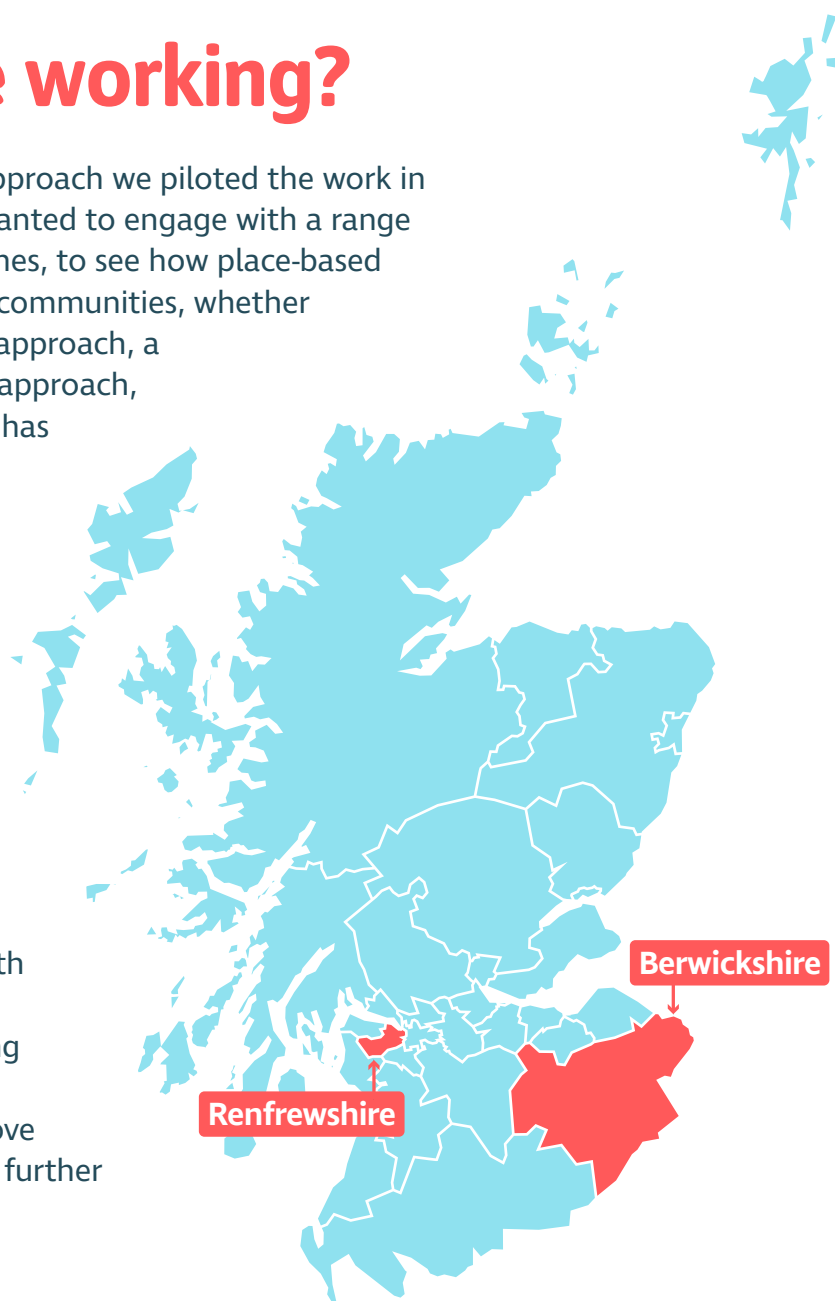 working?
pproach we piloted the work in
anted to engage with a range
nes, to see how place-based
communities, whether
approach, a
approach,
has
th
Berwickshire
g
Renfrewshire
ove
further